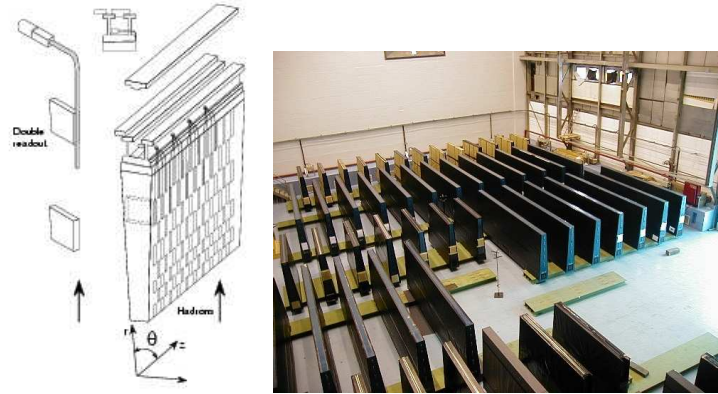 Double
readout
Hadrons
r
θ
z